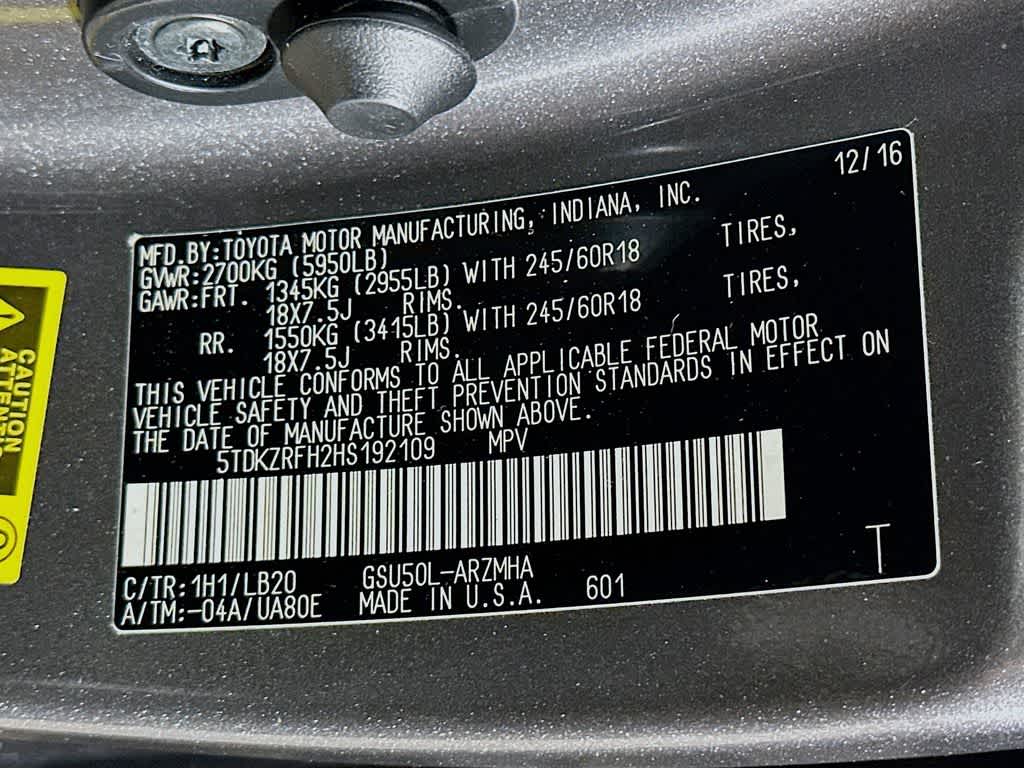 12/16
MFD.BY:TOYOTA MOTOR MANUFACTURING, INDIANA, INC.
GVWR:2700KG (5950LB)
GAWR:FRT. 1345KG (2955LB) WITH 245/60R18 TIRES,
18X7.5J RIMS.
RR. 1550KG (3415LB) WITH 245/60R18 TIRES,
18X7.5J RIMS.
THIS VEHICLE CONFORMS TO ALL APPLICABLE FEDERAL MOTOR
VEHICLE SAFETY AND THEFT PREVENTION STANDARDS IN EFFECT ON
THE DATE OF MANUFACTURE SHOWN ABOVE.
5TDKZRFH2HS192109 MPV
C/TR:1H1/LB20 GSU50L-ARZMHA
A/TM:-04A/UA80E MADE IN U.S.A. 601
T
CAUTION